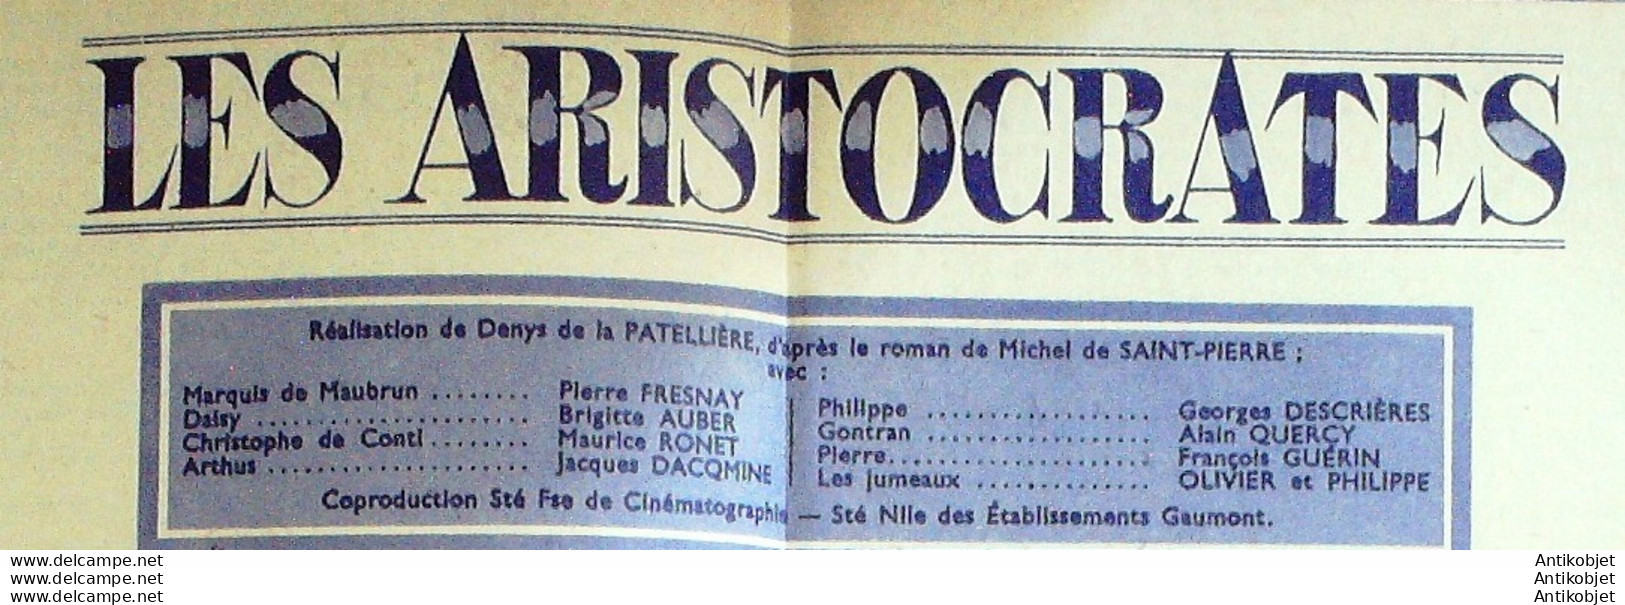 LES ARISTOCRATES
Réalisation de Denys de la PATELLIÈRE, d'après le roman de Michel de SAINT-PIERRE ;
avec :
Marquis de Maubrun ........ Pierre FRESNAY
Daisy ...................... Brigitte AUBER
Christophe de Conti ........ Maurice RONET
Arthus ...................... Jacques DACQMINE
Philippe ................... Georges DESCRIÈRES
Gontran ................... Alain QUERCY
Pierre...................... François GUÉRIN
Les Jumeaux ............... OLIVIER et PHILIPPE
Coproduction Sté Fse de Cinématographie — Sté Nlle des Établissements Gaumont.
www.delcampe.net
www.delcampe.net
www.delcampe.net
Antikobjet
Antikobjet
Antikobjet